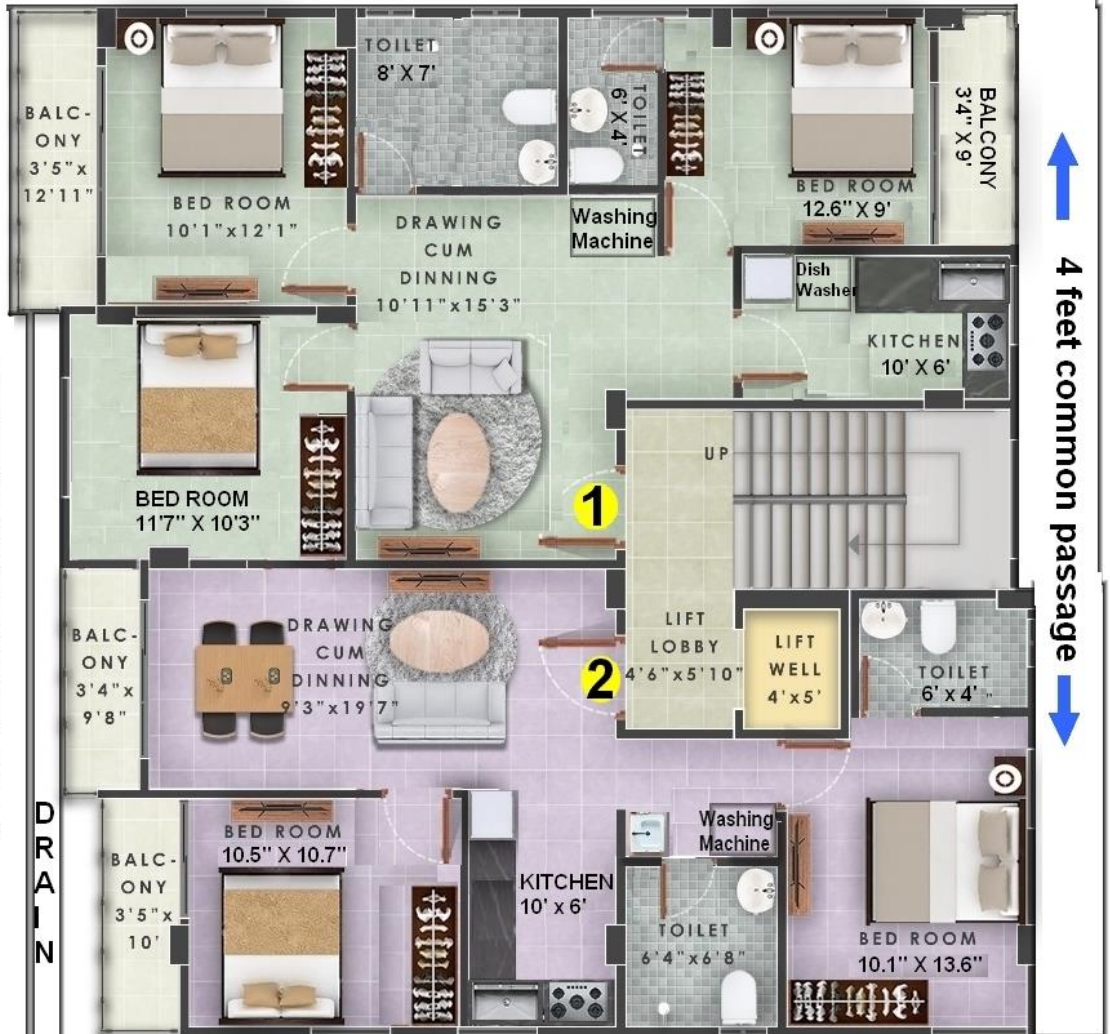 BALC-
ONY
3'5"x
12'11"
BED ROOM
10'1"x12'1"
TOILET
8' X 7'
TOILET
6' X 4'
BED ROOM
12.6" X 9'
BALCONY
3'4" X 9'
DRAWING
CUM
DINNING
10'11"x15'3"
Washing
Machine
Dish
Washer
KITCHEN
10' X 6'
BED ROOM
11'7" X 10'3"
1
UP
4 feet common passage
BALC-
ONY
3'4"x
9'8"
DRAWING
CUM
DINNING
9'3"x19'7"
2
LIFT
LOBBY
4'6"x5'10"
LIFT
WELL
4'x5'
TOILET
6' x 4' "
DRAIN
BALC-
ONY
3'5"x
10'
BED ROOM
10.5" X 10.7"
KITCHEN
10' x 6'
Washing
Machine
TOILET
6'4"x6'8"
BED ROOM
10.1" X 13.6"